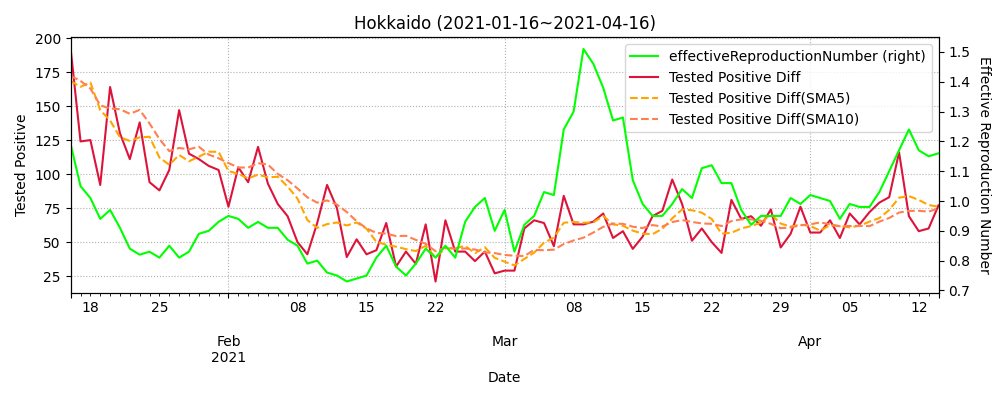 Hokkaido (2021-01-16~2021-04-16)
effectiveReproductionNumber (right)
Tested Positive Diff
Tested Positive Diff(SMA5)
Tested Positive Diff(SMA10)
Tested Positive
200
175
150
125
100
75
50
25
1.5
1.4
1.3
1.2
1.1
1.0
0.9
0.8
0.7
Effective Reproduction Number
18 25 08 15 22 08 15 22 29 05 12
Feb Mar Apr
2021
Date